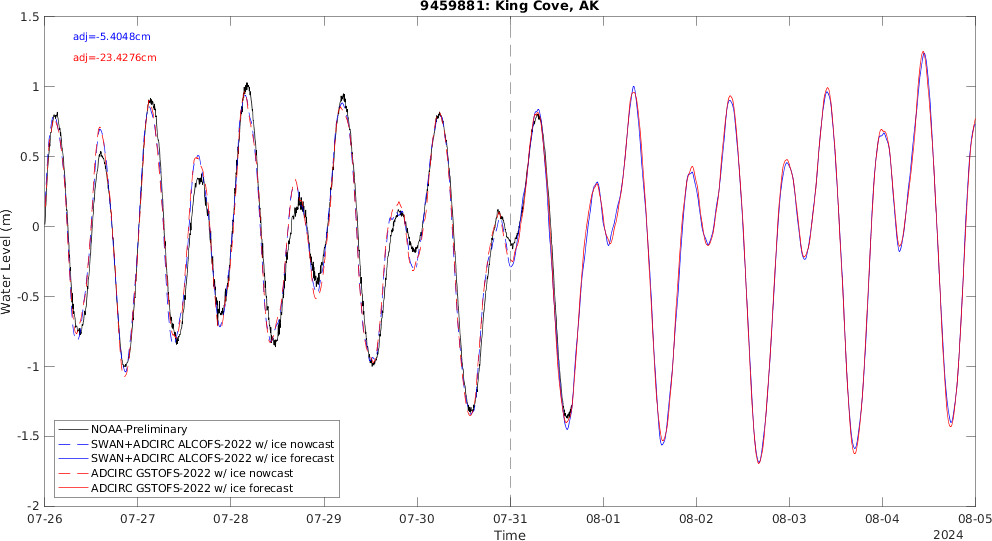 9459881: King Cove, AK
adj=-5.4048cm
adj=-23.4276cm
Water Level (m)
1.5
1
0.5
0
-0.5
-1
-1.5
-2
NOAA-Preliminary
SWAN+ADCIRC ALCOFS-2022 w/ ice nowcast
SWAN+ADCIRC ALCOFS-2022 w/ ice forecast
ADCIRC GSTOFS-2022 w/ ice nowcast
ADCIRC GSTOFS-2022 w/ ice forecast
07-26 07-27 07-28 07-29 07-30 07-31 08-01 08-02 08-03 08-04 08-05
Time
2024